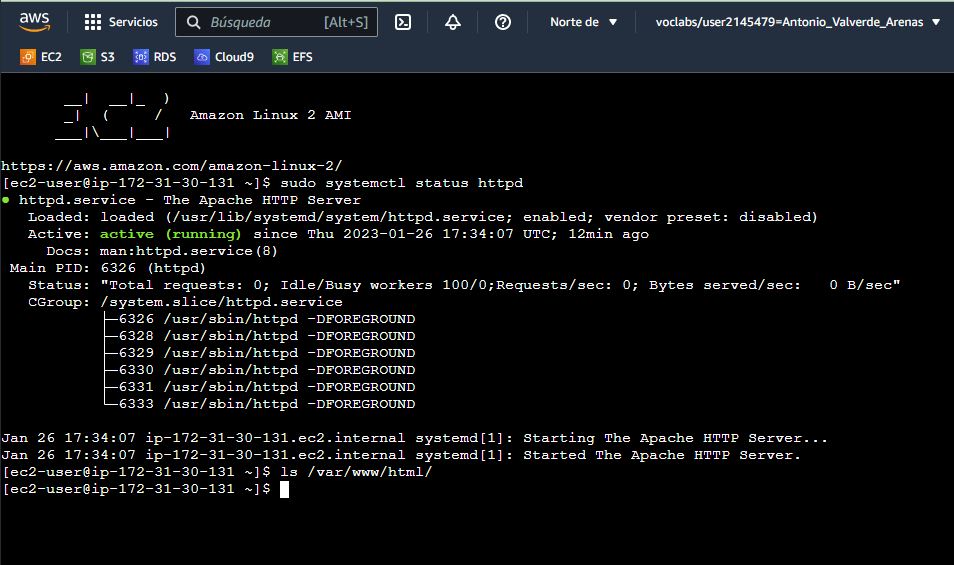 aws Servicios Búsqueda [Alt+S] Norte de voclabs/user2145479=Antonio_Valverde_Arenas
EC2 S3 RDS Cloud9 EFS
       __|  __|_  )
       _|  (     /   Amazon Linux 2 AMI
      ___|\___|___|
https://aws.amazon.com/amazon-linux-2/
[ec2-user@ip-172-31-30-131 ~]$ sudo systemctl status httpd
● httpd.service - The Apache HTTP Server
   Loaded: loaded (/usr/lib/systemd/system/httpd.service; enabled; vendor preset: disabled)
   Active: active (running) since Thu 2023-01-26 17:34:07 UTC; 12min ago
     Docs: man:httpd.service(8)
 Main PID: 6326 (httpd)
   Status: "Total requests: 0; Idle/Busy workers 100/0;Requests/sec: 0; Bytes served/sec:   0 B/sec"
   CGroup: /system.slice/httpd.service
           ├─6326 /usr/sbin/httpd -DFOREGROUND
           ├─6328 /usr/sbin/httpd -DFOREGROUND
           ├─6329 /usr/sbin/httpd -DFOREGROUND
           ├─6330 /usr/sbin/httpd -DFOREGROUND
           ├─6331 /usr/sbin/httpd -DFOREGROUND
           └─6333 /usr/sbin/httpd -DFOREGROUND
Jan 26 17:34:07 ip-172-31-30-131.ec2.internal systemd[1]: Starting The Apache HTTP Server...
Jan 26 17:34:07 ip-172-31-30-131.ec2.internal systemd[1]: Started The Apache HTTP Server.
[ec2-user@ip-172-31-30-131 ~]$ ls /var/www/html/
[ec2-user@ip-172-31-30-131 ~]$